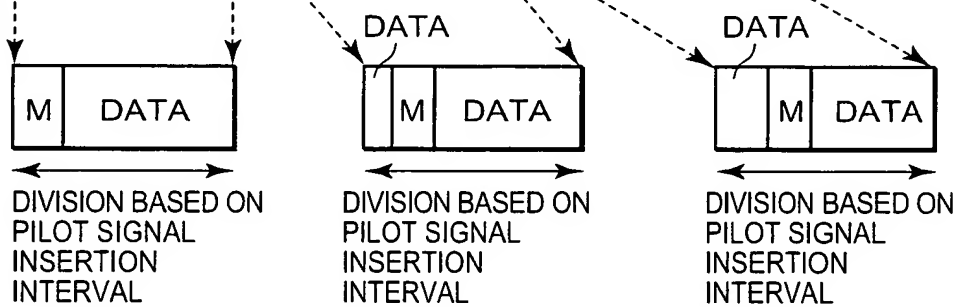 DATA
DATA
M DATA
M DATA
M DATA
DIVISION BASED ON
PILOT SIGNAL
INSERTION
INTERVAL
DIVISION BASED ON
PILOT SIGNAL
INSERTION
INTERVAL
DIVISION BASED ON
PILOT SIGNAL
INSERTION
INTERVAL